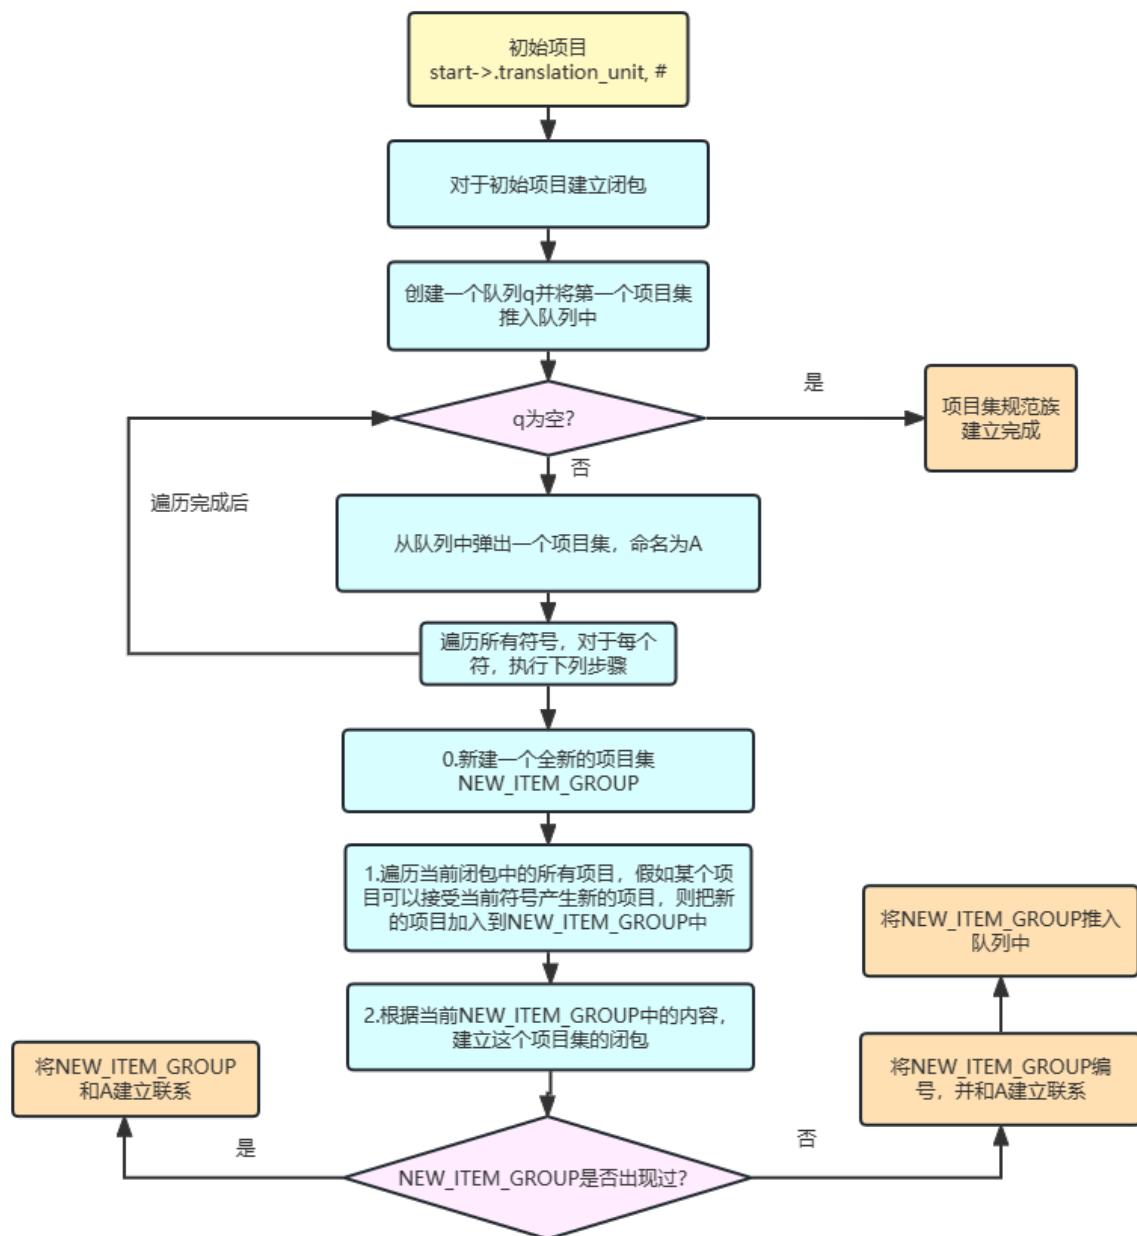 初始项目
start->.translation_unit, #
对于初始项目建立闭包
创建一个队列q并将第一个项目集
推入队列中
q为空？
是
项目集规范族
建立完成
否
遍历完成后
从队列中弹出一个项目集，命名为A
遍历所有符号，对于每个
符，执行下列步骤
0.新建一个全新的项目集
NEW_ITEM_GROUP
1.遍历当前闭包中的所有项目，假如某个项
目可以接受当前符号产生新的项目，则把新
的项目加入到NEW_ITEM_GROUP中
将NEW_ITEM_GROUP推入
队列中
2.根据当前NEW_ITEM_GROUP中的内容，
建立这个项目集的闭包
将NEW_ITEM_GROUP
和A建立联系
将NEW_ITEM_GROUP编
号，并和A建立联系
是
否
NEW_ITEM_GROUP是否出现过？